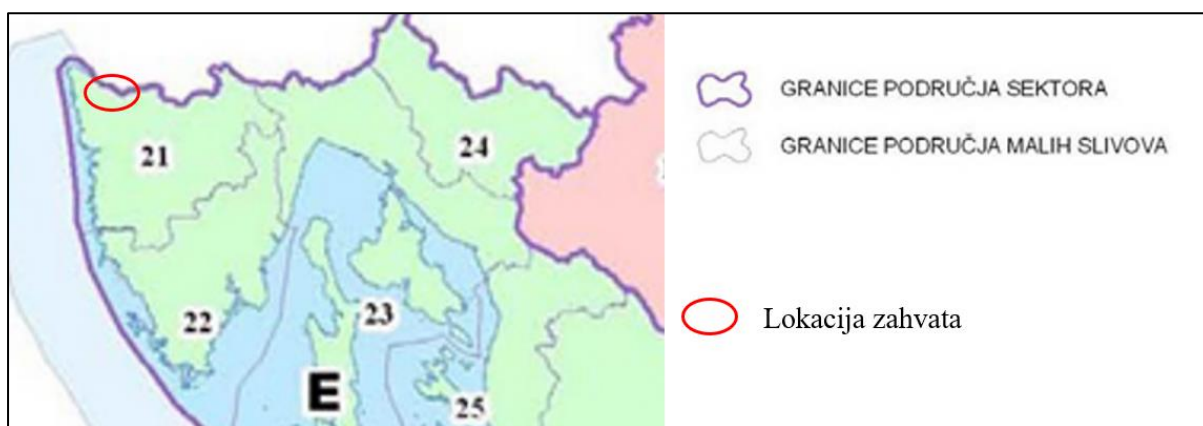 GRANICE PODRUČJA SEKTORA
GRANICE PODRUČJA MALIH SLIVOVA
Lokacija zahvata
21
24
22
23
E
25